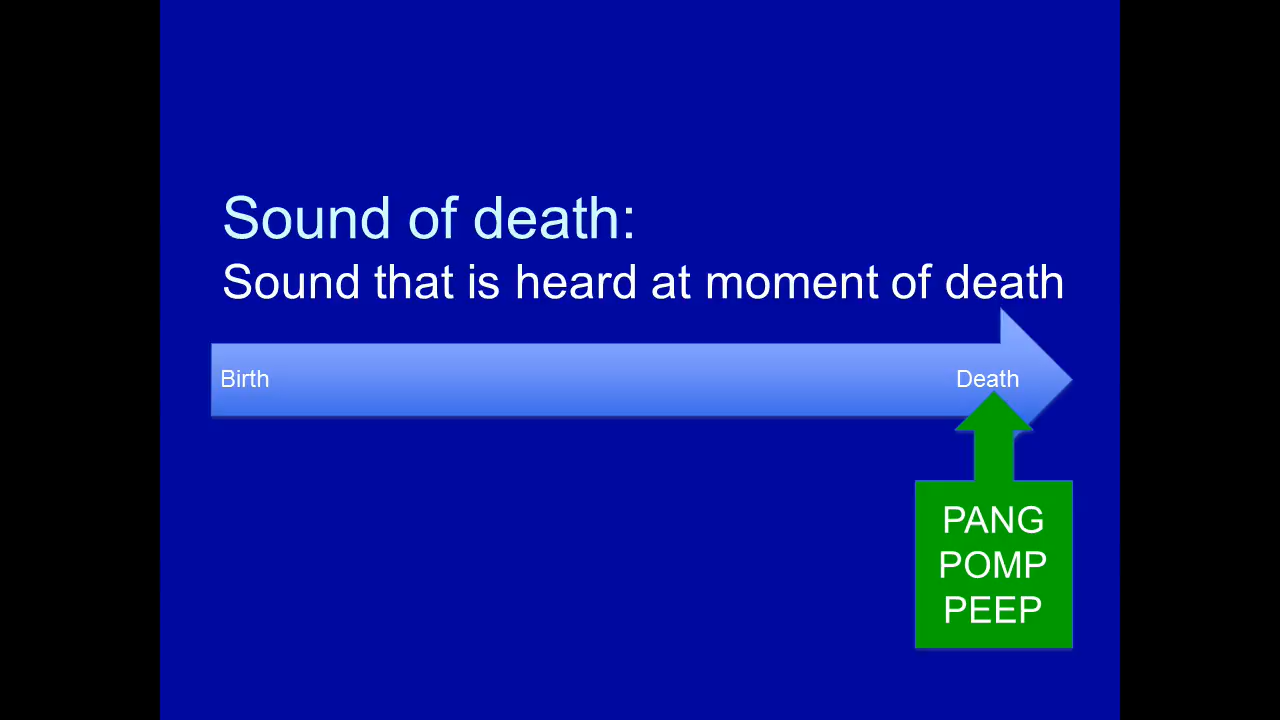 Sound of death:
Sound that is heard at moment of death
Birth
Death
PANG
POMP
PEEP